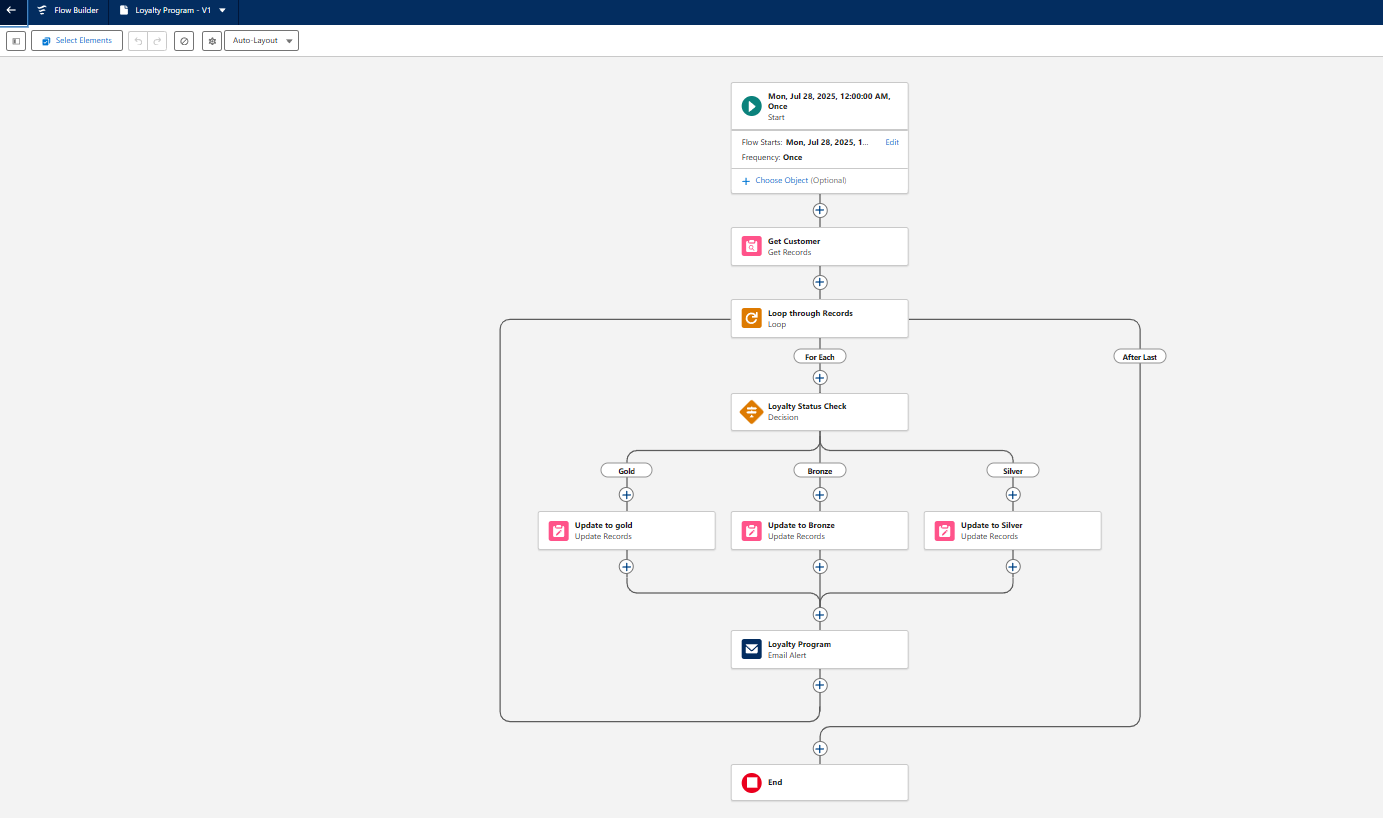 Flow Builder
Loyalty Program - V1
Select Elements
Auto-Layout
Mon, Jul 28, 2025, 12:00:00 AM,
Once
Start
Flow Starts: Mon, Jul 28, 2025, 1... Edit
Frequency: Once
+ Choose Object (Optional)
Get Customer
Get Records
Loop through Records
Loop
For Each
After Last
Loyalty Status Check
Decision
Gold
Bronze
Silver
Update to gold
Update Records
Update to Bronze
Update Records
Update to Silver
Update Records
Loyalty Program
Email Alert
End